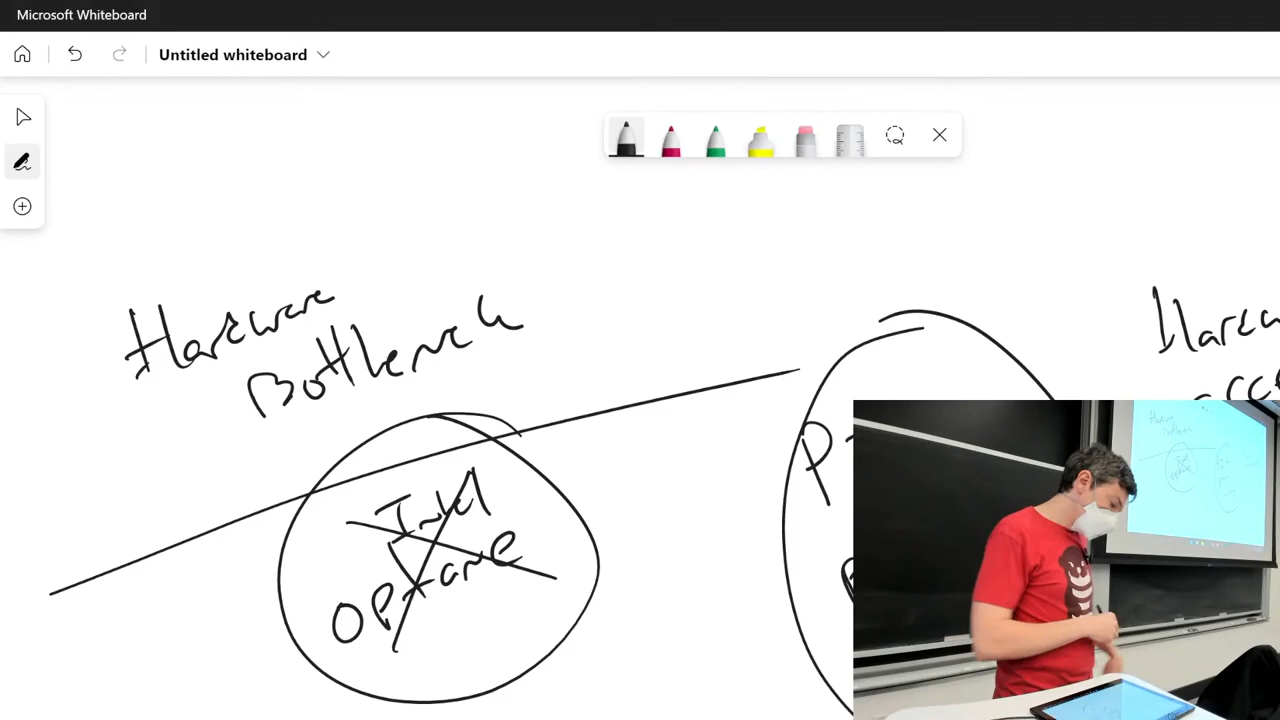 Microsoft Whiteboard
Untitled whiteboard
Hardware
Bottleneck
Intel
Optane